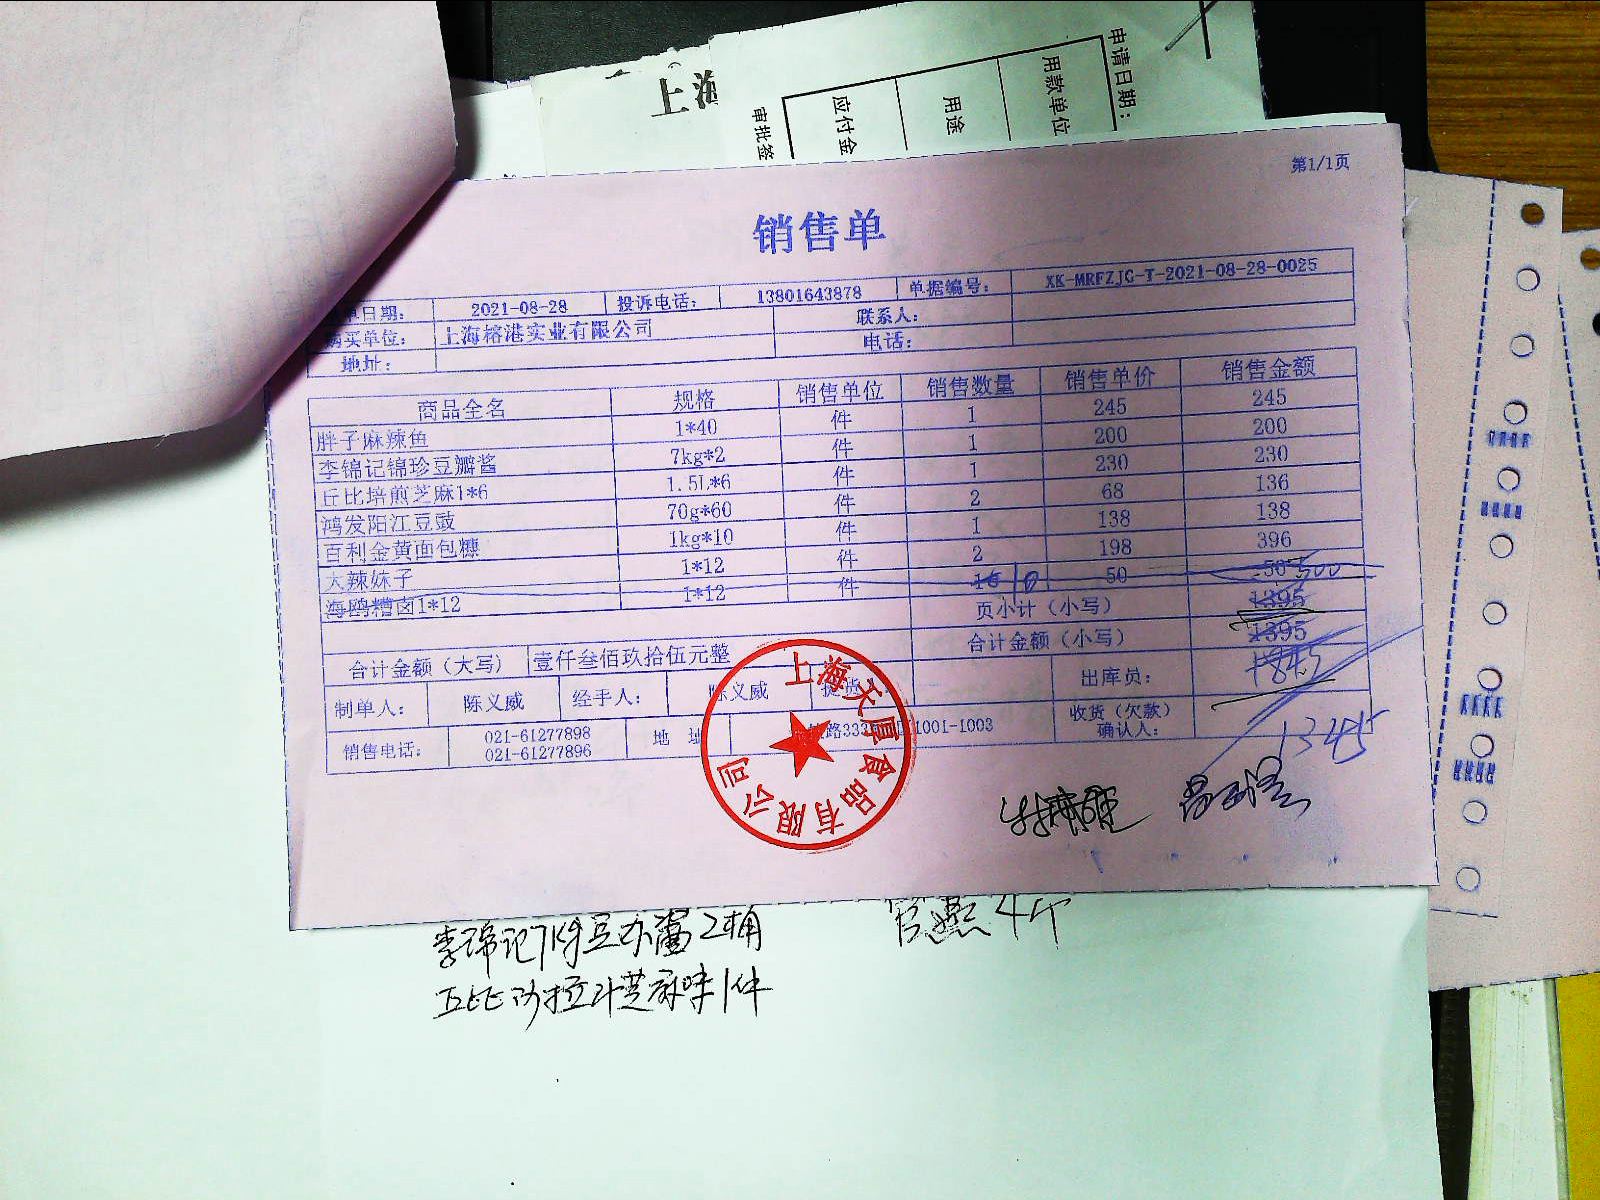 申请日期：
用款单位
用途
应付金
审批签
第1/1页
销售单
单日期： 2021-08-28 投诉电话： 13801643878 单据编号： XK-MRFZJG-T-2021-08-28-0025
购买单位： 上海榕港实业有限公司 联系人：
地址： 电话：
商品全名 规格 销售单位 销售数量 销售单价 销售金额
胖子麻辣鱼 1*40 件 1 245 245
李锦记锦珍豆瓣酱 7kg*2 件 1 200 200
丘比培煎芝麻1*6 1.5L*6 件 1 230 230
鸿发阳江豆豉 70g*60 件 2 68 136
百利金黄面包糠 1kg*10 件 1 138 138
大辣妹子 1*12 件 2 198 396
海鸥糟卤1*12 1*12 件 10 50 500
页小计（小写） 1395
合计金额（大写） 壹仟叁佰玖拾伍元整 合计金额（小写） 1395
1845
制单人： 陈义威 经手人： 陈义威 提货 出库员：
销售电话： 021-61277898 021-61277896 地址 路333 1001-1003 收货（欠款）确认人：
1345
上海天厚食品有限公司
李锦记7kg豆办酱2桶
丘比沙拉汁芝麻味1件